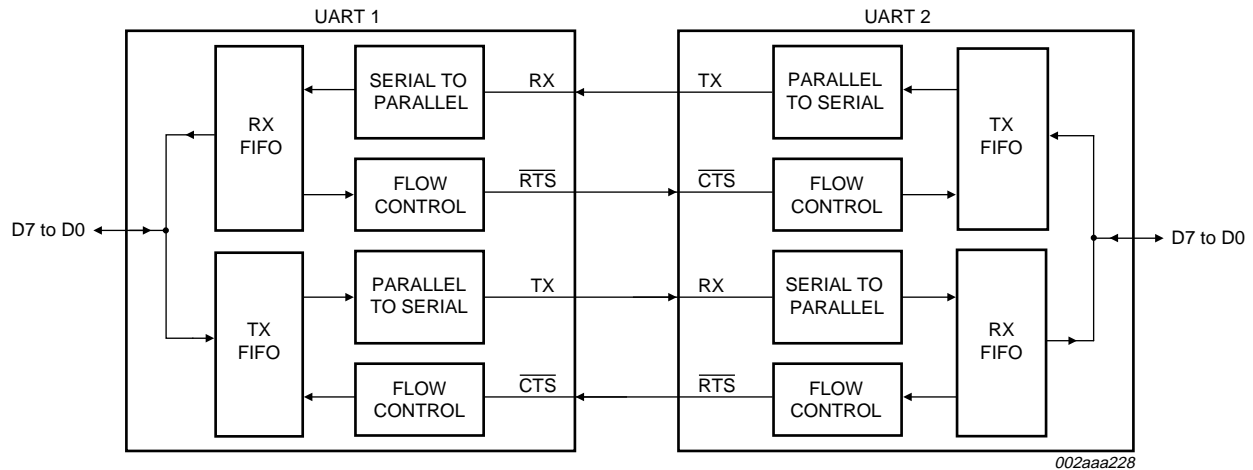 UART 1
UART 2
SERIAL TO
PARALLEL
RX
TX
PARALLEL
TO SERIAL
RX
FIFO
TX
FIFO
FLOW
CONTROL
RTS
CTS
FLOW
CONTROL
D7 to D0
D7 to D0
PARALLEL
TO SERIAL
TX
RX
SERIAL TO
PARALLEL
TX
FIFO
RX
FIFO
FLOW
CONTROL
CTS
RTS
FLOW
CONTROL
002aaa228